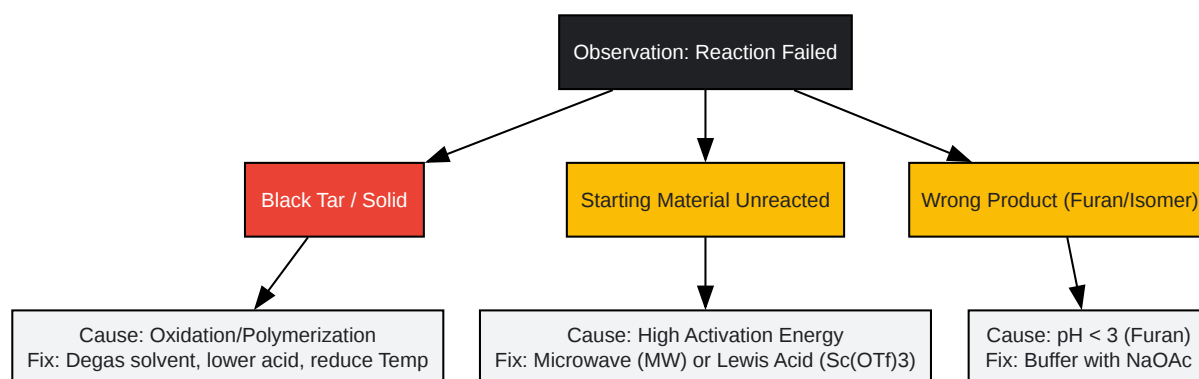 Observation: Reaction Failed
Black Tar / Solid
Starting Material Unreacted
Wrong Product (Furan/Isomer)
Cause: Oxidation/Polymerization
Fix: Degas solvent, lower acid, reduce Temp
Cause: High Activation Energy
Fix: Microwave (MW) or Lewis Acid (Sc(OTf)3)
Cause: pH < 3 (Furan)
Fix: Buffer with NaOAc